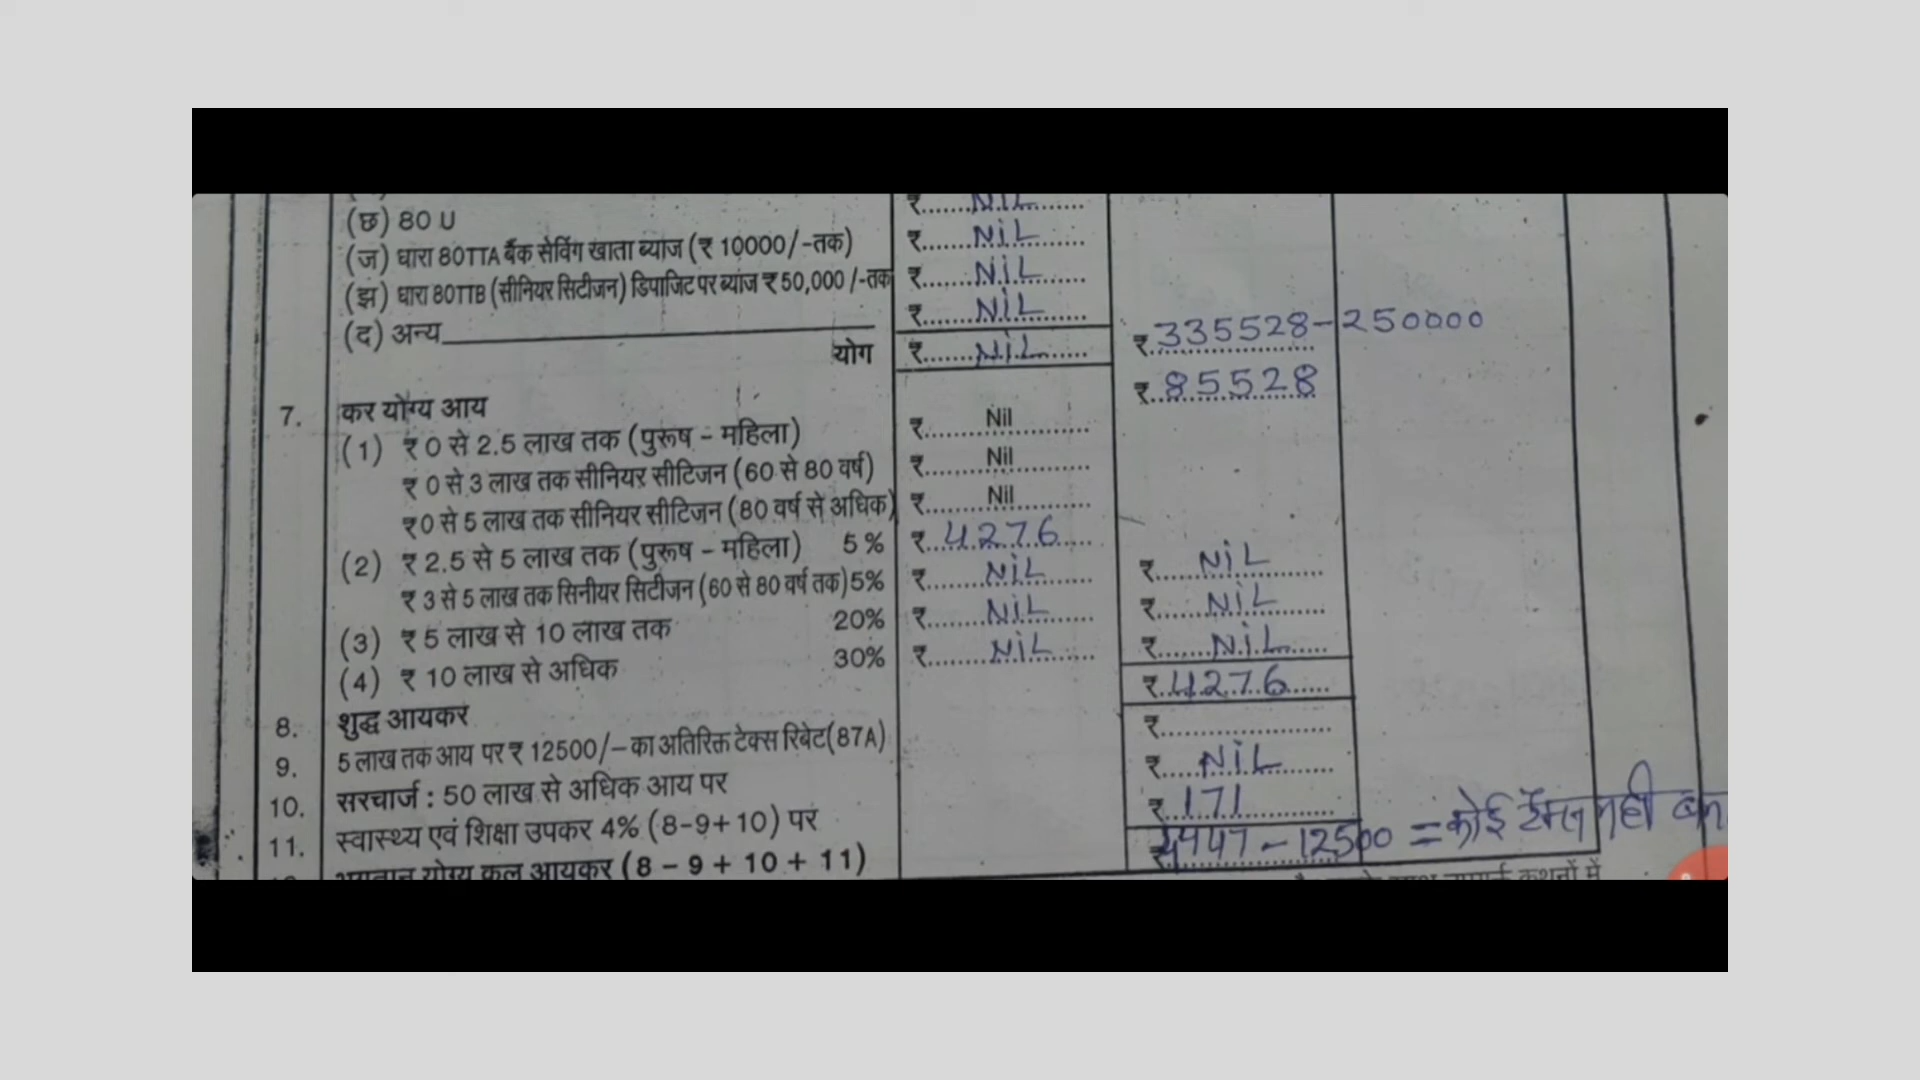 ₹ NiL
(छ) 80 U ₹ NiL
(ज) धारा 80TTA बैंक सेविंग खाता ब्याज (₹ 10000/-तक) ₹ NiL
(झ) धारा 80TTB (सीनियर सिटीजन) डिपाजिट पर ब्याज ₹ 50,000 /-तक ₹ NiL
(द) अन्य
योग ₹ NiL ₹ 335528-250000
7. कर योग्य आय ₹ 85528
(1) ₹ 0 से 2.5 लाख तक (पुरूष - महिला) ₹ Nil
₹ 0 से 3 लाख तक सीनियर सीटिजन (60 से 80 वर्ष) ₹ Nil
₹0 से 5 लाख तक सीनियर सीटिजन (80 वर्ष से अधिक) ₹ Nil
(2) ₹ 2.5 से 5 लाख तक (पुरूष - महिला) 5% ₹ 4276
₹ 3 से 5 लाख तक सिनीयर सिटीजन (60 से 80 वर्ष तक) 5% ₹ NiL ₹ NiL
(3) ₹ 5 लाख से 10 लाख तक 20% ₹ NiL ₹ NiL
(4) ₹ 10 लाख से अधिक 30% ₹ NiL ₹ NiL
8. शुद्ध आयकर ₹ 4276
9. 5 लाख तक आय पर ₹ 12500/- का अतिरिक्त टेक्स रिबेट(87A) ₹
10. सरचार्ज : 50 लाख से अधिक आय पर ₹ NiL
11. स्वास्थ्य एवं शिक्षा उपकर 4% (8-9+10) पर ₹ 171
भुगतान योग्य कुल आयकर (8 - 9 + 10 + 11) ₹ 4447 - 12500 = कोई टैक्स नही बन